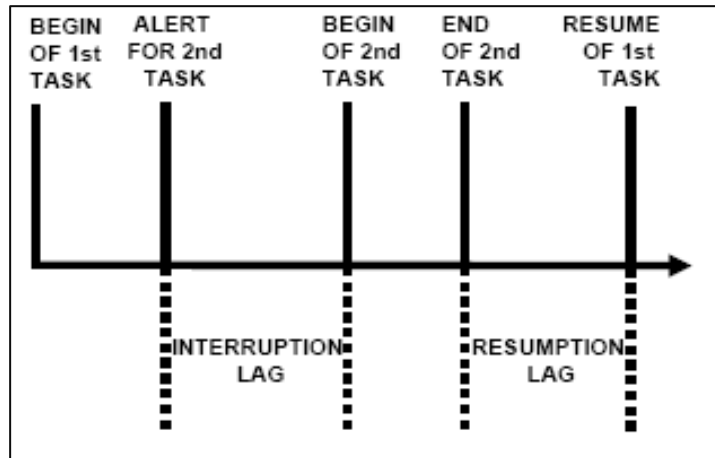 BEGIN
OF 1st
TASK
ALERT
FOR 2nd
TASK
BEGIN
OF 2nd
TASK
END
OF 2nd
TASK
RESUME
OF 1st
TASK
INTERRUPTION
LAG
RESUMPTION
LAG